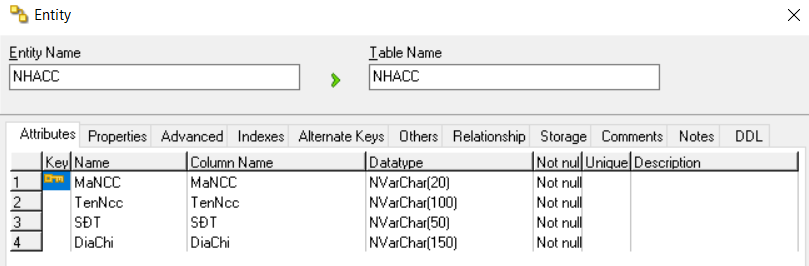 Entity
Entity Name
Table Name
NHACC
NHACC
Attributes Properties Advanced Indexes Alternate Keys Others Relationship Storage Comments Notes DDL
Key Name Column Name Datatype Not null Unique Description
1 MaNCC MaNCC NVarChar(20) Not null
2 TenNcc TenNcc NVarChar(100) Not null
3 SĐT SĐT NVarChar(50) Not null
4 DiaChi DiaChi NVarChar(150) Not null